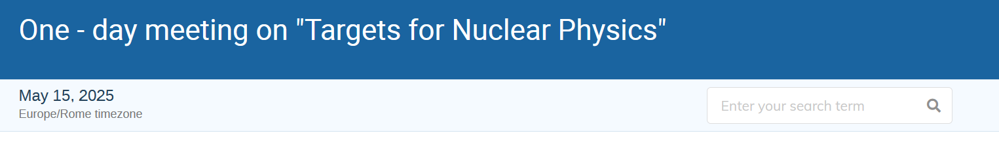 One - day meeting on "Targets for Nuclear Physics"
May 15, 2025
Europe/Rome timezone
Enter your search term